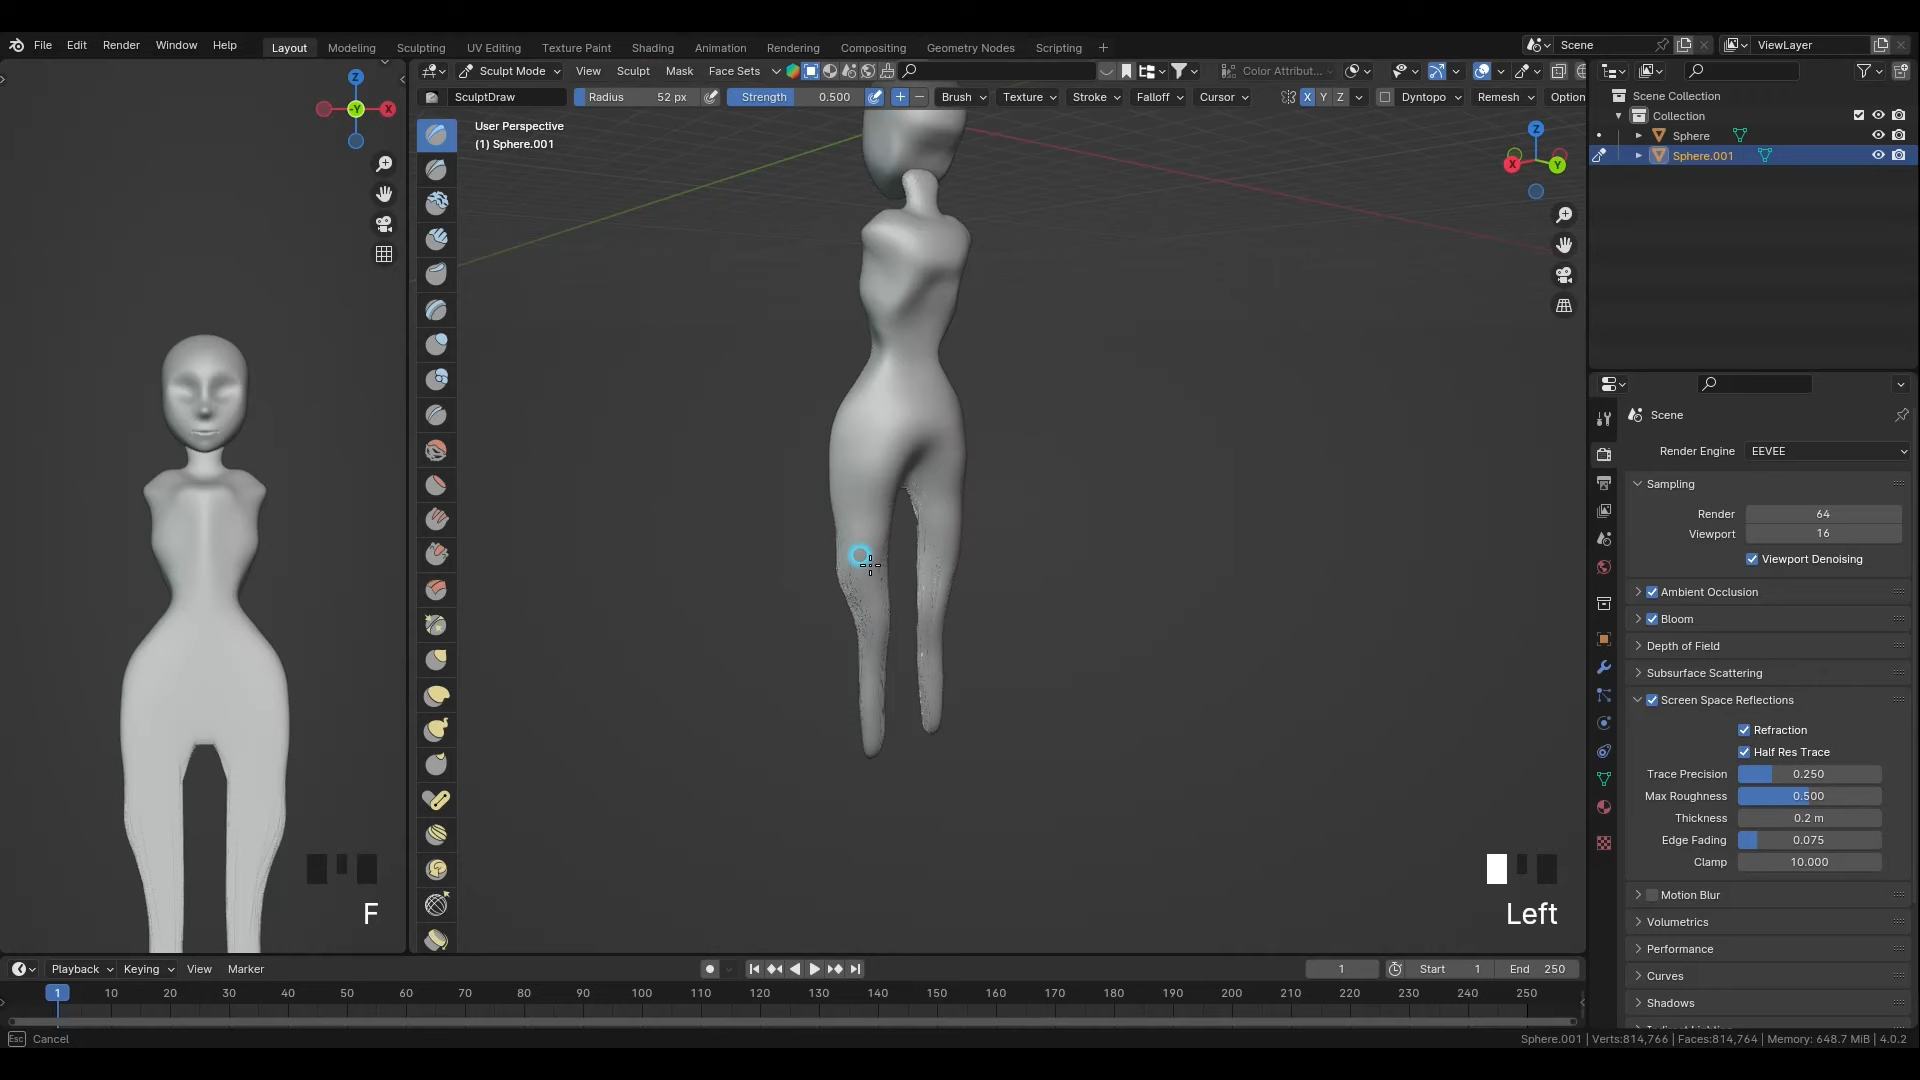 File Edit Render Window Help Layout Modeling Sculpting UV Editing Texture Paint Shading Animation Rendering Compositing Geometry Nodes Scripting + Scene ViewLayer
Sculpt Mode View Sculpt Mask Face Sets Color Attribut...
SculptDraw Radius 52 px Strength 0.500 Brush Texture Stroke Falloff Cursor X Y Z Dyntopo Remesh Option
User Perspective
(1) Sphere.001
Z
-Y X
Z
X Y
F
Left
Scene Collection
Collection
Sphere
Sphere.001
Scene
Render Engine EEVEE
Sampling
Render 64
Viewport 16
Viewport Denoising
Ambient Occlusion
Bloom
Depth of Field
Subsurface Scattering
Screen Space Reflections
Refraction
Half Res Trace
Trace Precision 0.250
Max Roughness 0.500
Thickness 0.2 m
Edge Fading 0.075
Clamp 10.000
Motion Blur
Volumetrics
Performance
Curves
Shadows
Playback Keying View Marker 1 Start 1 End 250
1 10 20 30 40 50 60 70 80 90 100 110 120 130 140 150 160 170 180 190 200 210 220 230 240 250
Esc Cancel Sphere.001 | Verts:814,766 | Faces:814,764 | Memory: 648.7 MiB | 4.0.2